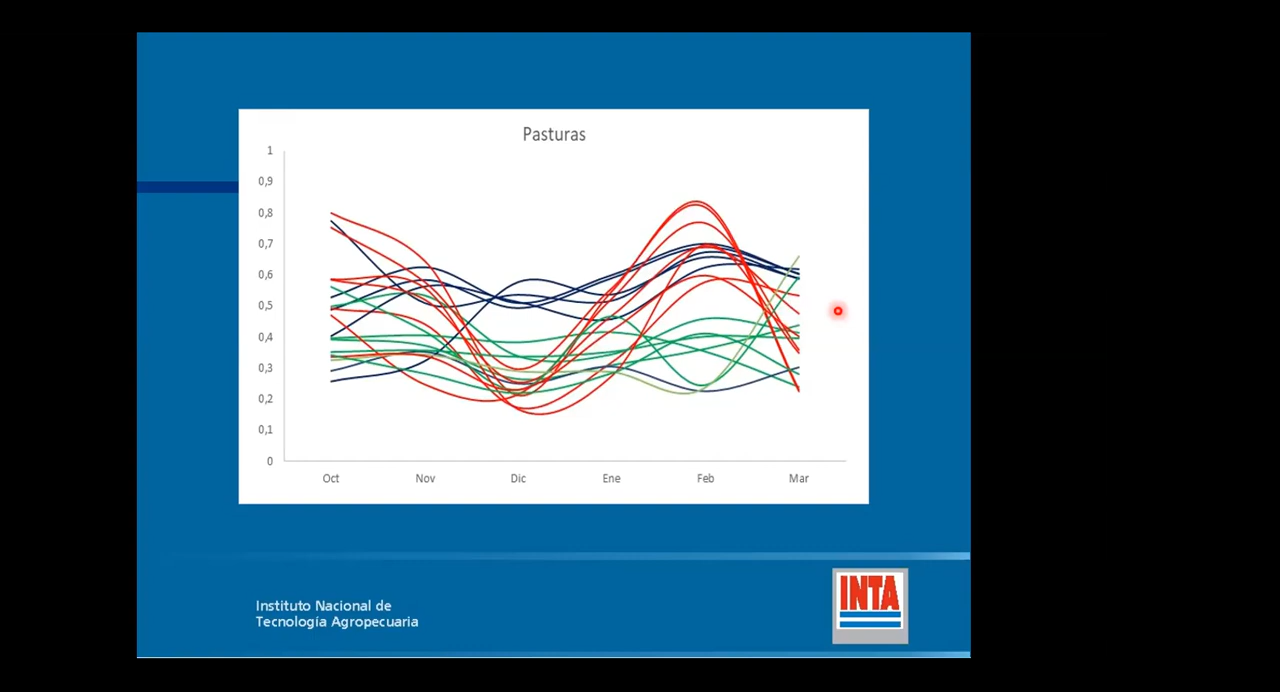 Pasturas
1
0,9
0,8
0,7
0,6
0,5
0,4
0,3
0,2
0,1
0
Oct Nov Dic Ene Feb Mar
Instituto Nacional de
Tecnología Agropecuaria
INTA